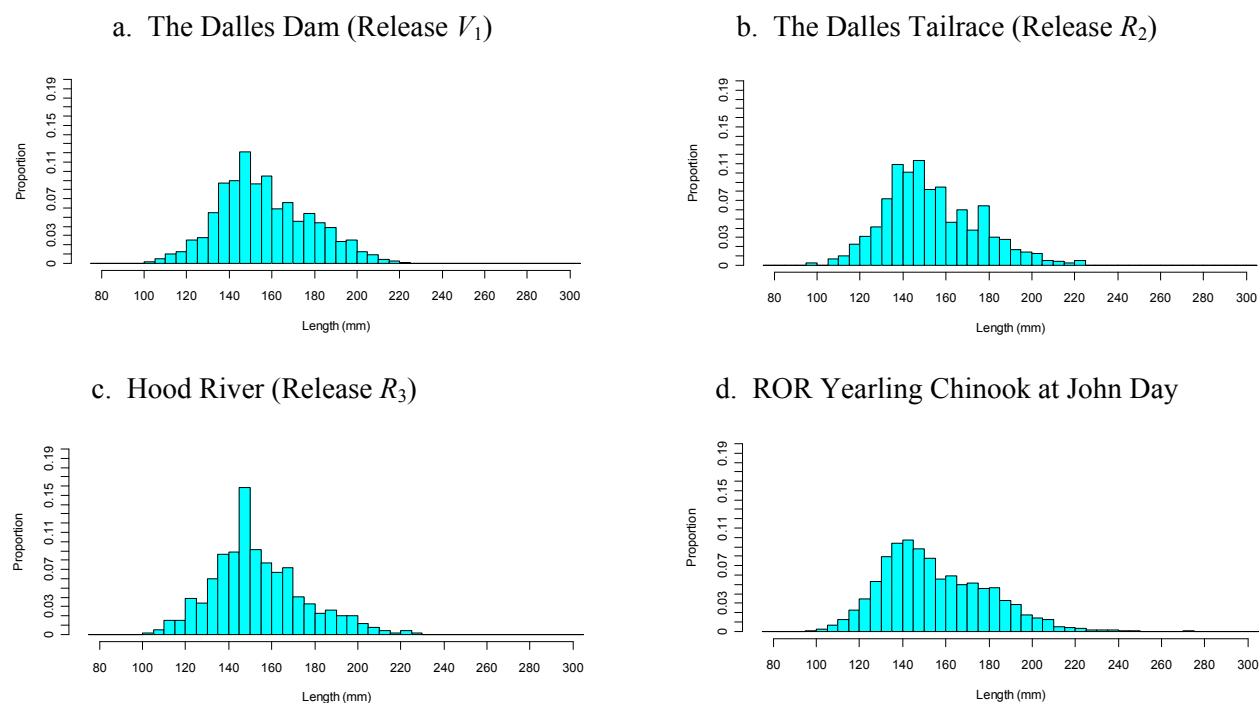 a. The Dalles Dam (Release V1)
0 0.03 0.07 0.11 0.15 0.19
Proportion
80 100 120 140 160 180 200 220 240 260 280 300
Length (mm)
b. The Dalles Tailrace (Release R2)
0 0.03 0.07 0.11 0.15 0.19
Proportion
80 100 120 140 160 180 200 220 240 260 280 300
Length (mm)
c. Hood River (Release R3)
0 0.03 0.07 0.11 0.15 0.19
Proportion
80 100 120 140 160 180 200 220 240 260 280 300
Length (mm)
d. ROR Yearling Chinook at John Day
0 0.03 0.07 0.11 0.15 0.19
Proportion
80 100 120 140 160 180 200 220 240 260 280 300
Length (mm)